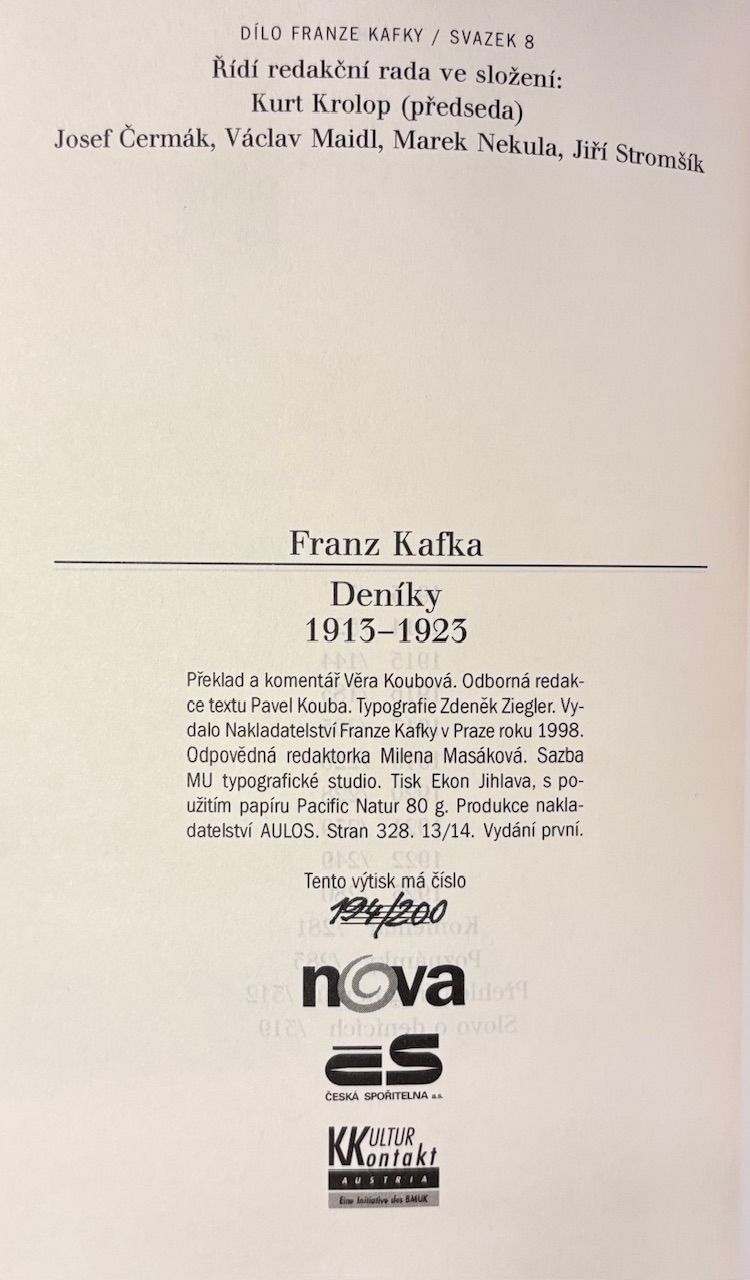 DÍLO FRANZE KAFKY / SVAZEK 8
Řídí redakční rada ve složení:
Kurt Krolop (předseda)
Josef Čermák, Václav Maidl, Marek Nekula, Jiří Stromšík
Franz Kafka
Deníky
1913–1923
Překlad a komentář Věra Koubová. Odborná redak-
ce textu Pavel Kouba. Typografie Zdeněk Ziegler. Vy-
dalo Nakladatelství Franze Kafky v Praze roku 1998.
Odpovědná redaktorka Milena Masáková. Sazba
MU typografické studio. Tisk Ekon Jihlava, s po-
užitím papíru Pacific Natur 80 g. Produkce nakla-
datelství AULOS. Stran 328. 13/14. Vydání první.
Tento výtisk má číslo
194/200
nova
ČS
ČESKÁ SPOŘITELNA a.s.
KKULTUR
Kontakt
AUSTRIA
Eine Initiative des BMUK